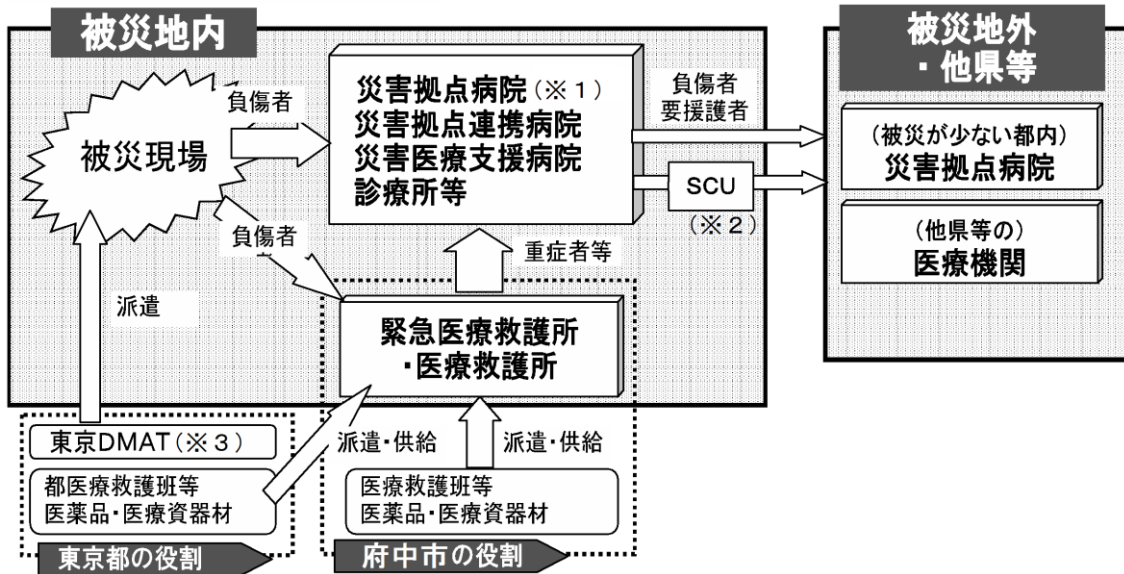 被災地内
被災現場
負傷者
災害拠点病院(※1)
災害拠点連携病院
災害医療支援病院
診療所等
負傷者
要援護者
SCU
(※2)
被災地外
・他県等
(被災が少ない都内)
災害拠点病院
(他県等の)
医療機関
負傷者
重症者等
派遣
緊急医療救護所
・医療救護所
東京DMAT(※3)
都医療救護班等
医薬品・医療資器材
東京都の役割
派遣・供給
派遣・供給
医療救護班等
医薬品・医療資器材
府中市の役割